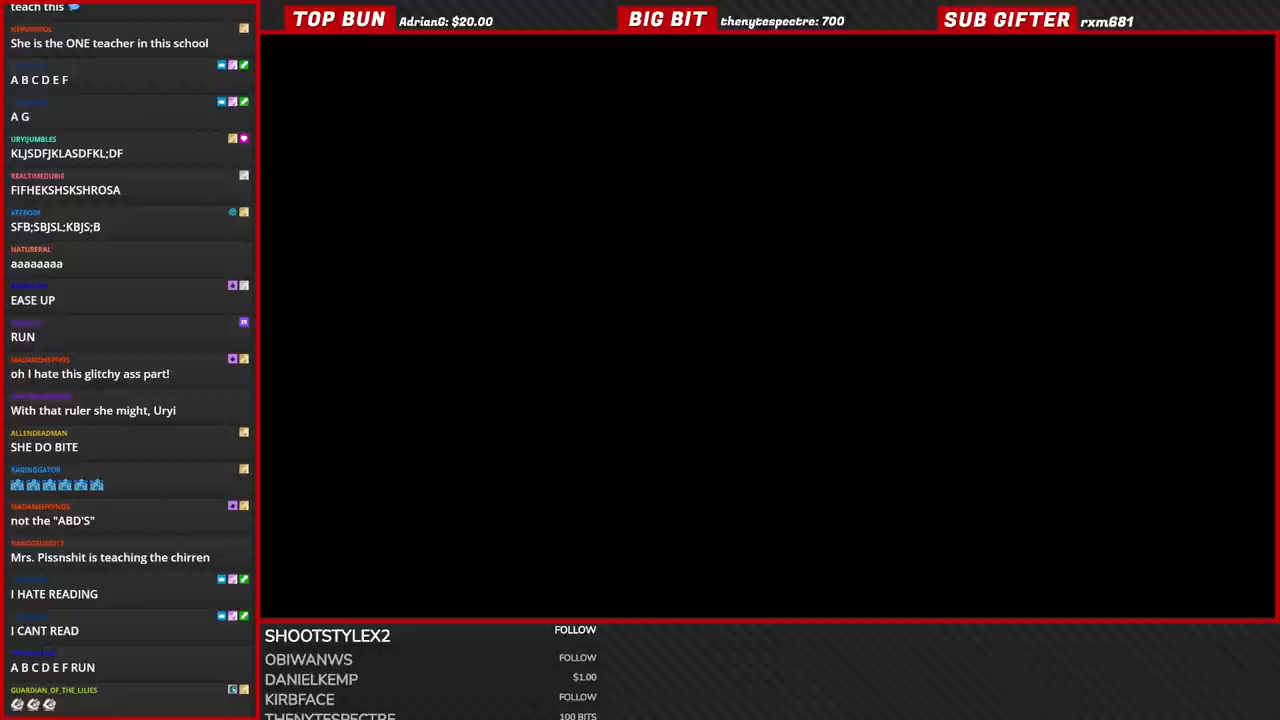 teach this
TOP BUN AdrianG: $20.00 BIG BIT thenytespectre: 700 SUB GIFTER rxm681
She is the ONE teacher in this school
A B C D E F
A G
URYIJUMBLES
KLJSDFJKLASDFKL;DF
REALTIMEDUBIE
FIFHEKSHSKSHROSA
SFB;SBJSL;KBJS;B
NATURERAL
aaaaaaaa
EASE UP
RUN
MADAMEHYPNOS
oh I hate this glitchy ass part!
With that ruler she might, Uryi
ALLENDEADMAN
SHE DO BITE
RAGINGGATOR
MADAMEHYPNOS
not the "ABD'S"
Mrs. Pissnshit is teaching the chirren
I HATE READING
I CANT READ
A B C D E F RUN
GUARDIAN_OF_THE_LILIES
SHOOTSTYLEX2 FOLLOW
OBIWANWS FOLLOW
DANIELKEMP $1.00
KIRBFACE FOLLOW
THENYTESPECTRE 100 BITS